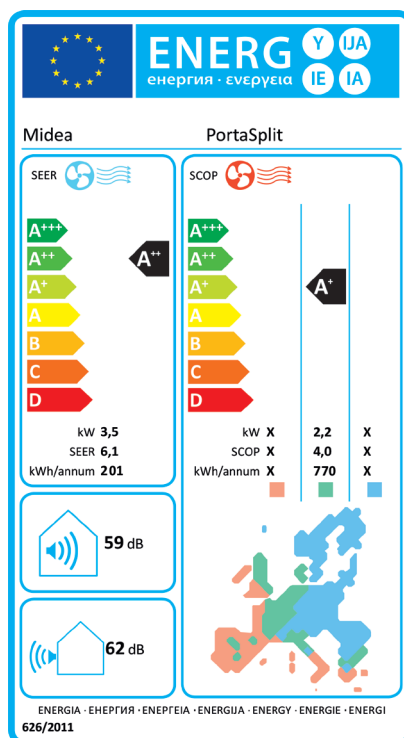 ENERG
Y IJA
IE IA
енергия · ενεργεια
Midea PortaSplit
SEER
A+++
A++
A+
A
B
C
D
A++
kW 3,5
SEER 6,1
kWh/annum 201
SCOP
A+++
A++
A+
A
B
C
D
A+
kW X 2,2 X
SCOP X 4,0 X
kWh/annum X 770 X
59 dB
62 dB
ENERGIA · ЕНЕРГИЯ · ΕΝΕΡΓΕΙΑ · ENERGIJA · ENERGY · ENERGIE · ENERGI
626/2011